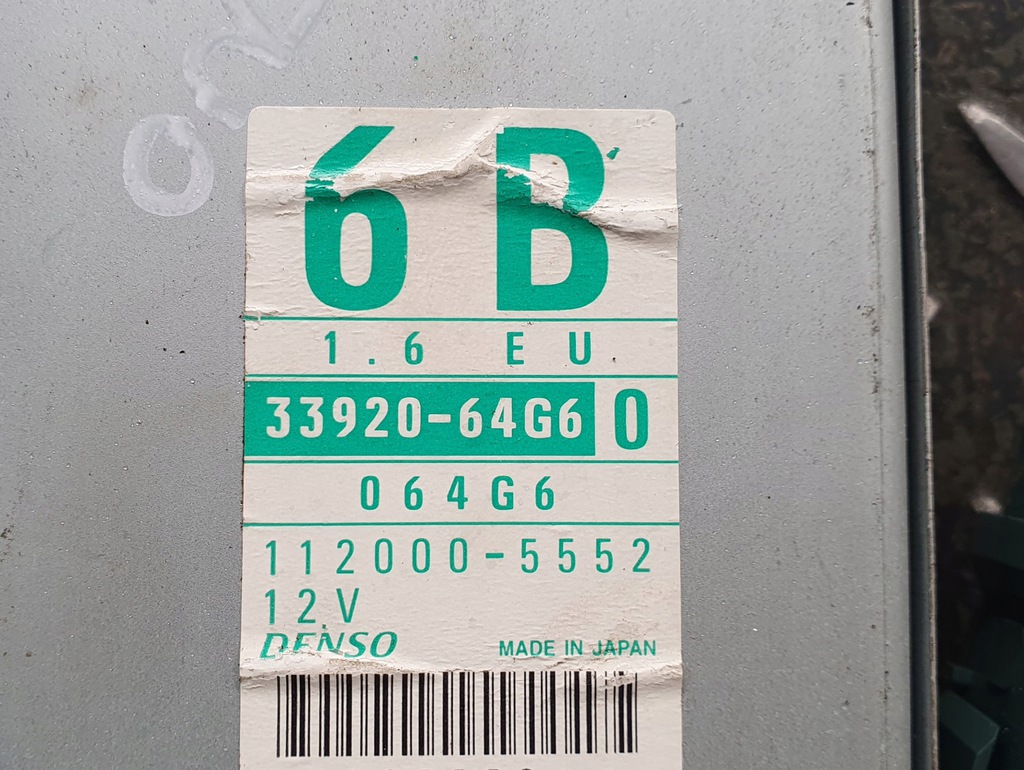 6 B
1.6 EU
33920-64G6 0
064G6
112000-5552
12V
DENSO MADE IN JAPAN